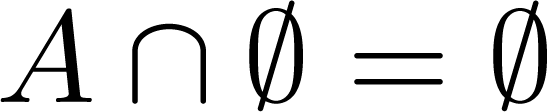 A ∩ ∅ = ∅